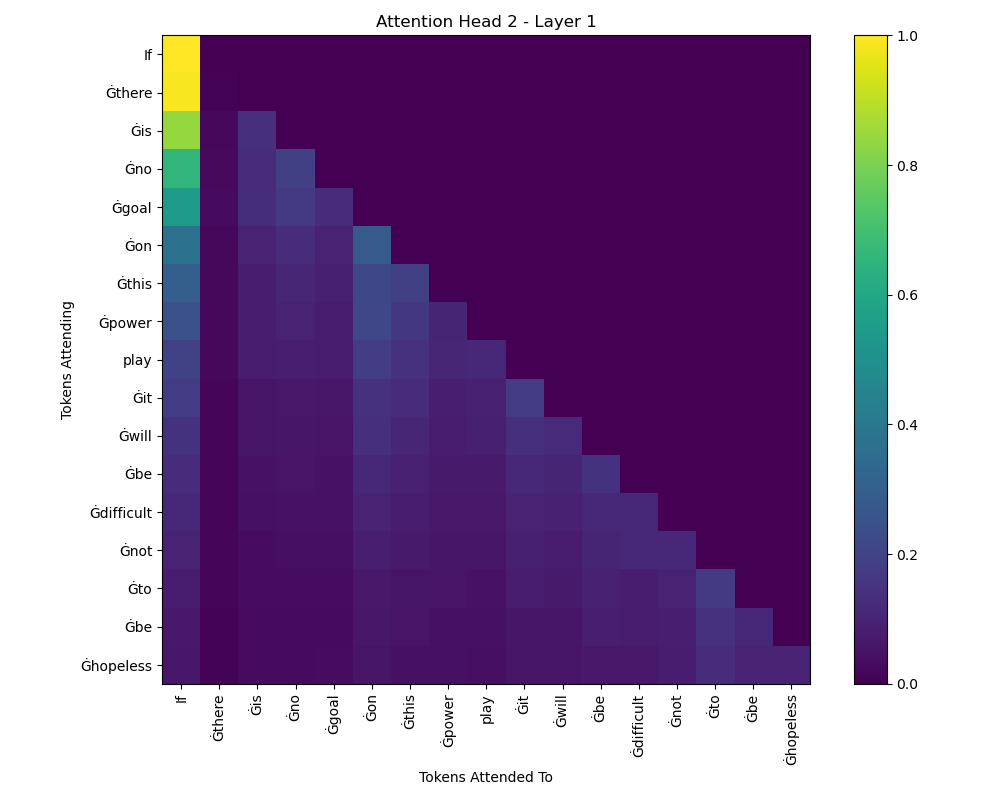 Attention Head 2 - Layer 1
Tokens Attending
If
Ġthere
Ġis
Ġno
Ġgoal
Ġon
Ġthis
Ġpower
play
Ġit
Ġwill
Ġbe
Ġdifficult
Ġnot
Ġto
Ġbe
Ġhopeless
If
Ġthere
Ġis
Ġno
Ġgoal
Ġon
Ġthis
Ġpower
play
Ġit
Ġwill
Ġbe
Ġdifficult
Ġnot
Ġto
Ġbe
Ġhopeless
Tokens Attended To
1.0
0.8
0.6
0.4
0.2
0.0